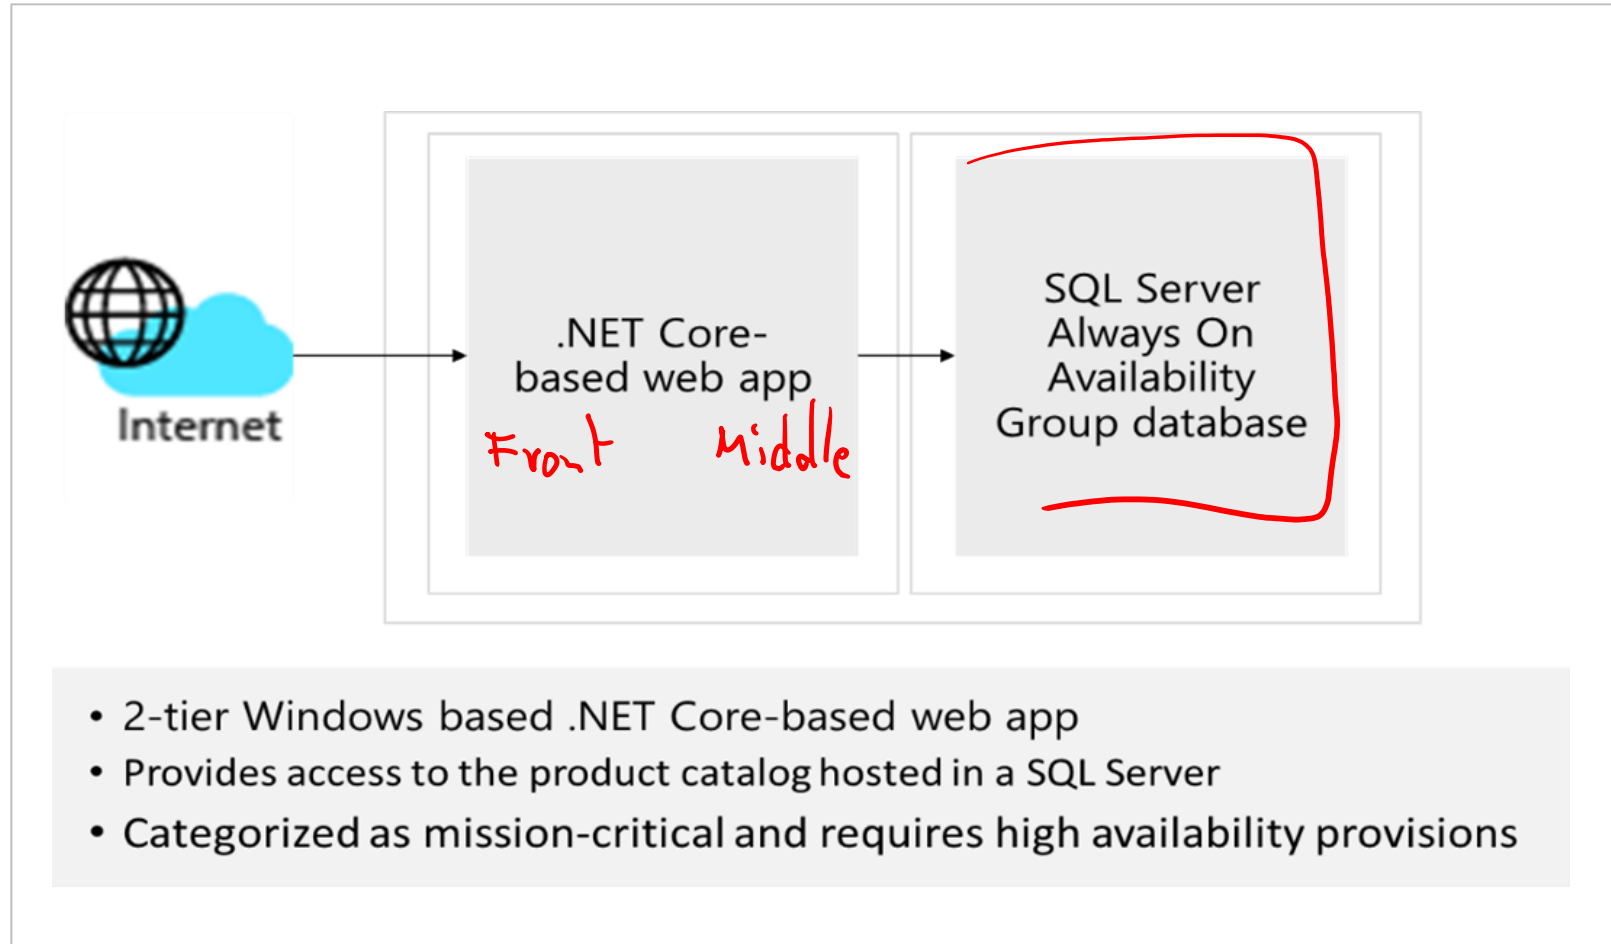 Internet
.NET Core-
based web app
Front Middle
SQL Server
Always On
Availability
Group database
• 2-tier Windows based .NET Core-based web app
• Provides access to the product catalog hosted in a SQL Server
• Categorized as mission-critical and requires high availability provisions